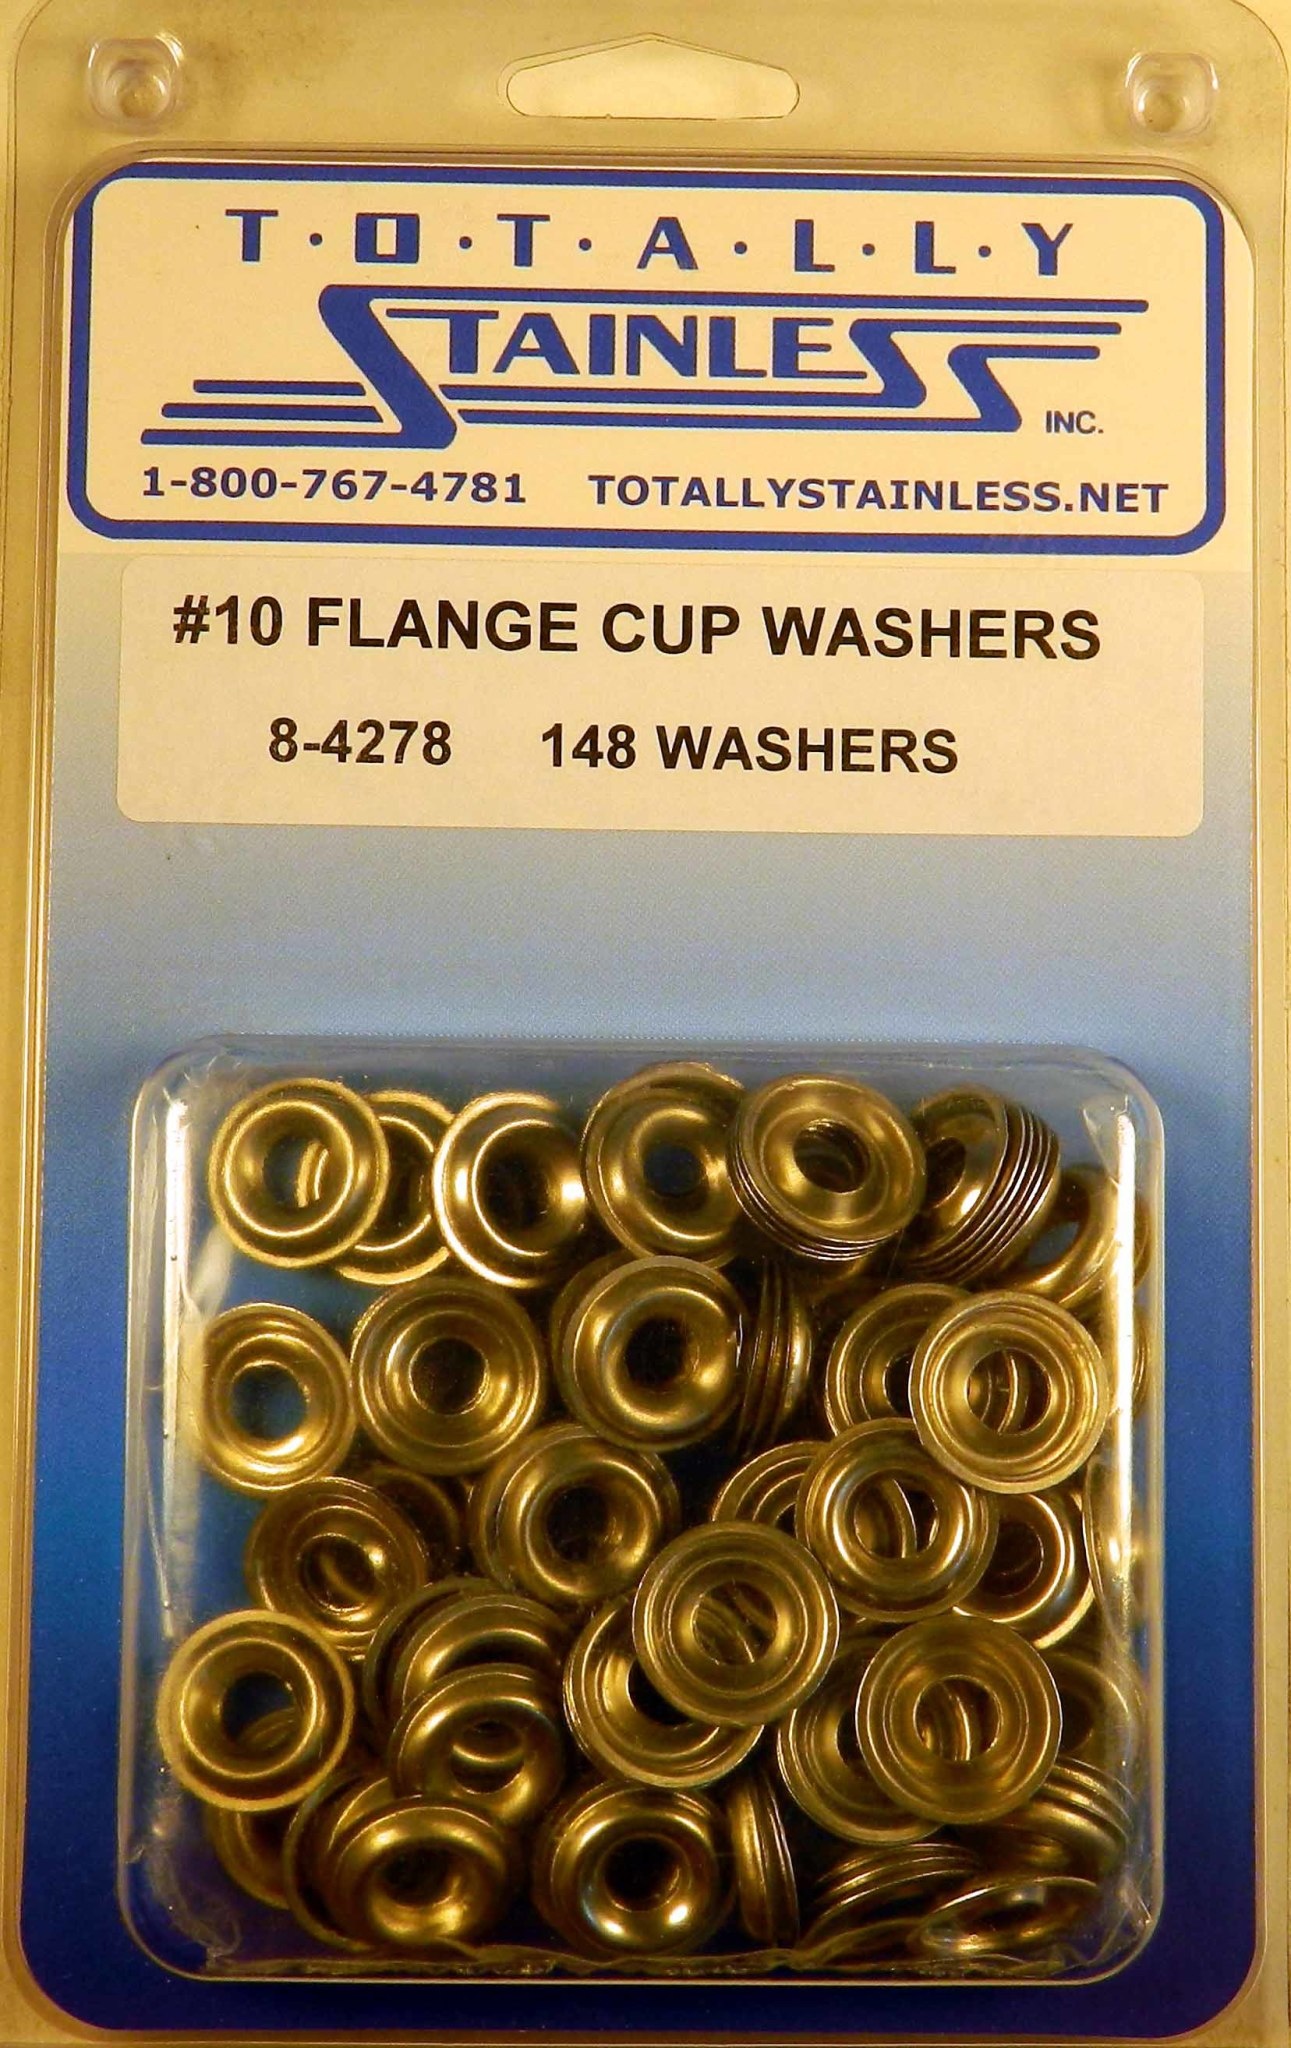 T·O·T·A·L·L·Y
STAINLESS INC.
1-800-767-4781 TOTALLYSTAINLESS.NET
#10 FLANGE CUP WASHERS
8-4278 148 WASHERS